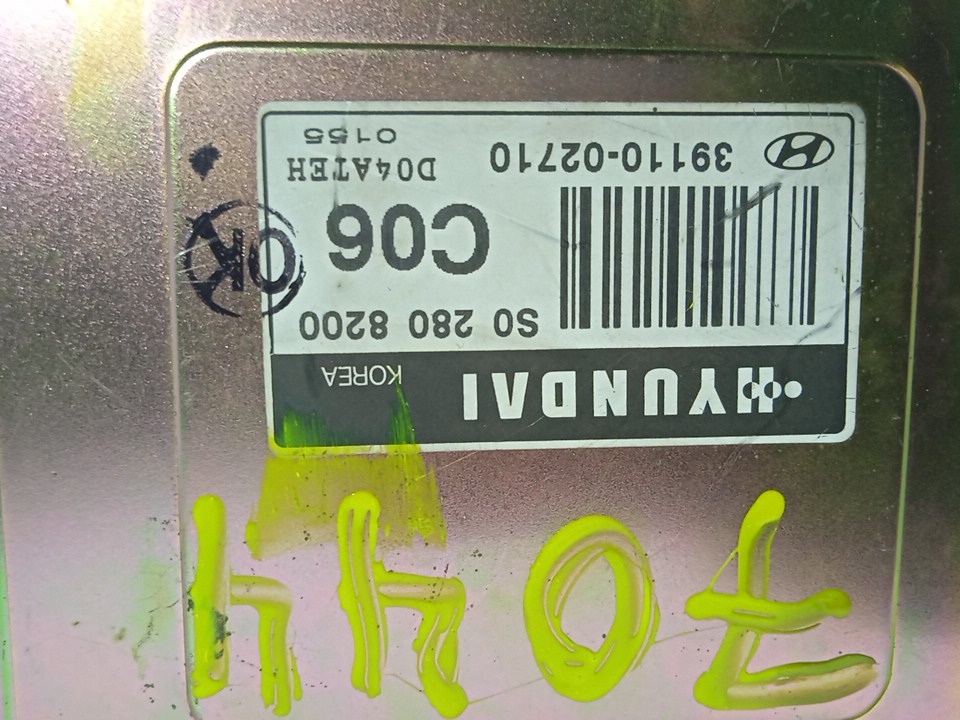 7044
HYUNDAI KOREA
S0 280 8200
C06
OK
39110-02710
D04ATEH
0155